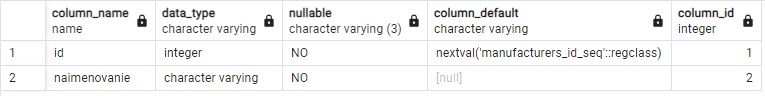 column_name data_type nullable column_default column_id
name character varying character varying (3) character varying integer
1 id integer NO nextval('manufacturers_id_seq'::regclass) 1
2 naimenovanie character varying NO [null] 2